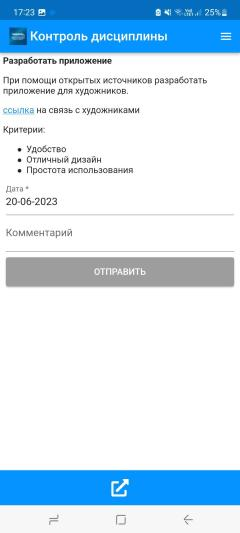 17:23
25%
Контроль дисциплины
Разработать приложение
При помощи открытых источников разработать
приложение для художников.
ссылка на связь с художниками
Критерии:
Удобство
Отличный дизайн
Простота использования
Дата *
20-06-2023
Комментарий
ОТПРАВИТЬ